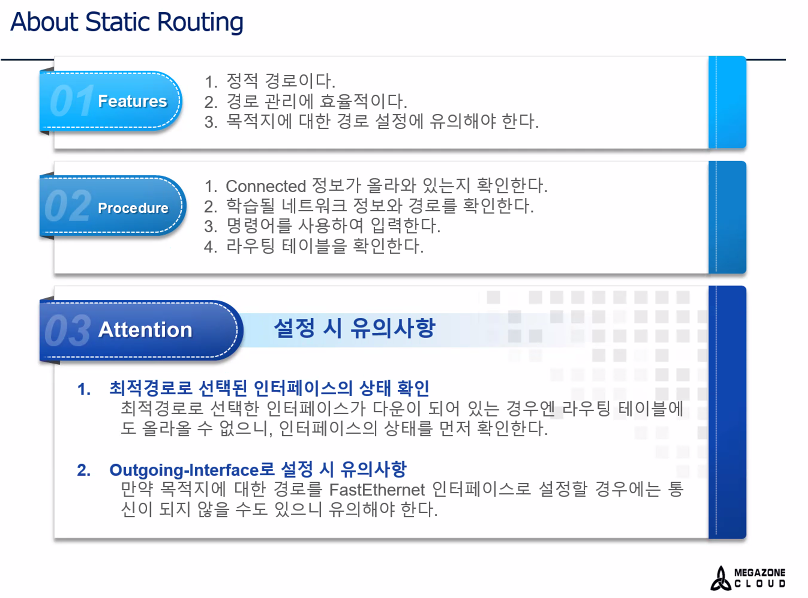 About Static Routing
01 Features
1. 정적 경로이다.
2. 경로 관리에 효율적이다.
3. 목적지에 대한 경로 설정에 유의해야 한다.
02 Procedure
1. Connected 정보가 올라와 있는지 확인한다.
2. 학습될 네트워크 정보와 경로를 확인한다.
3. 명령어를 사용하여 입력한다.
4. 라우팅 테이블을 확인한다.
03 Attention
설정 시 유의사항
1. 최적경로로 선택된 인터페이스의 상태 확인
최적경로로 선택한 인터페이스가 다운이 되어 있는 경우엔 라우팅 테이블에
도 올라올 수 없으니, 인터페이스의 상태를 먼저 확인한다.
2. Outgoing-Interface로 설정 시 유의사항
만약 목적지에 대한 경로를 FastEthernet 인터페이스로 설정할 경우에는 통
신이 되지 않을 수도 있으니 유의해야 한다.
MEGAZONE
CLOUD